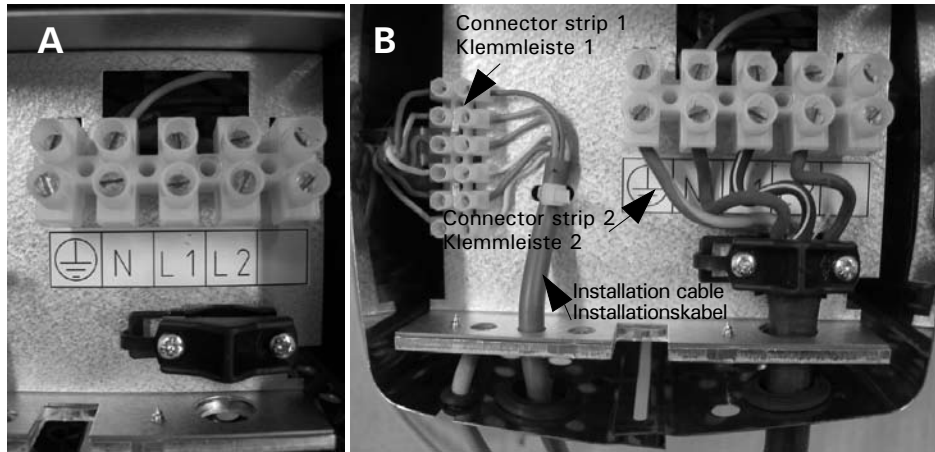 A
⏚ N L1 L2
B
Connector strip 1
Klemmleiste 1
Connector strip 2
Klemmleiste 2
Installation cable
Installationskabel